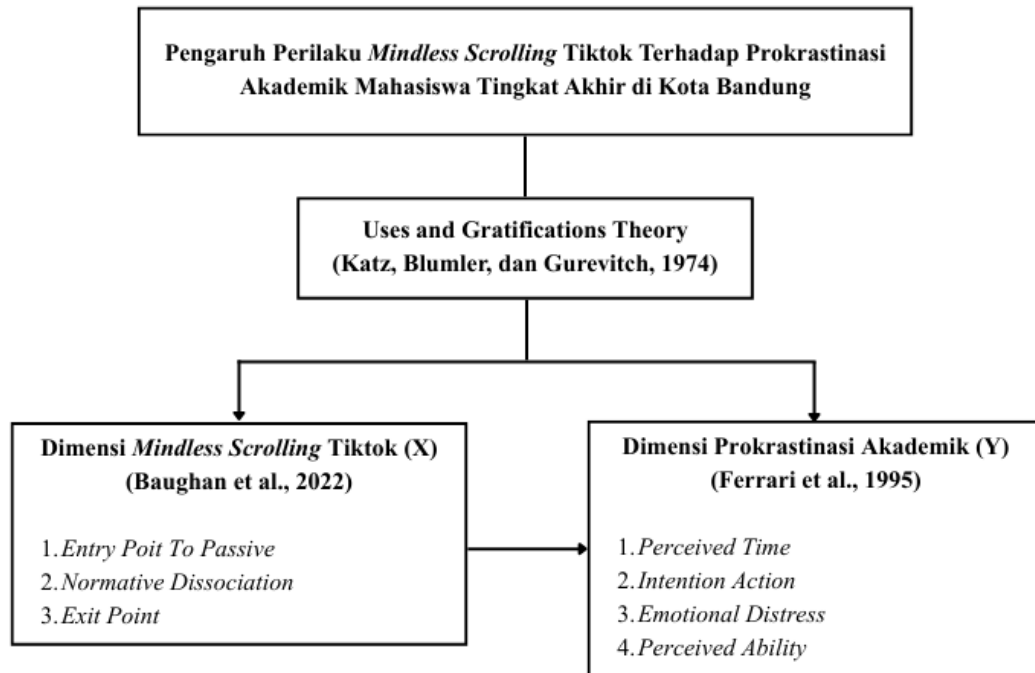 Pengaruh Perilaku Mindless Scrolling Tiktok Terhadap Prokrastinasi
Akademik Mahasiswa Tingkat Akhir di Kota Bandung
Uses and Gratifications Theory
(Katz, Blumler, dan Gurevitch, 1974)
Dimensi Mindless Scrolling Tiktok (X)
(Baughan et al., 2022)
1. Entry Poit To Passive
2. Normative Dissociation
3. Exit Point
Dimensi Prokrastinasi Akademik (Y)
(Ferrari et al., 1995)
1. Perceived Time
2. Intention Action
3. Emotional Distress
4. Perceived Ability